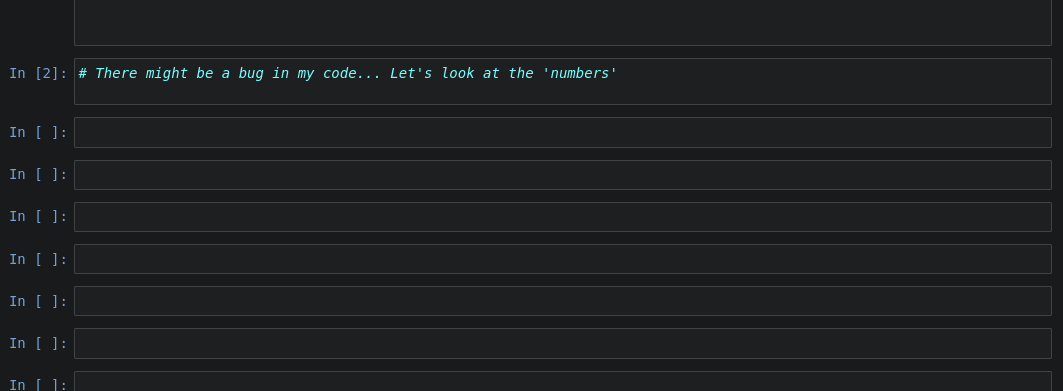 In [2]: # There might be a bug in my code... Let's look at the 'numbers'
In [ ]:
In [ ]:
In [ ]:
In [ ]:
In [ ]:
In [ ]:
In [ ]: